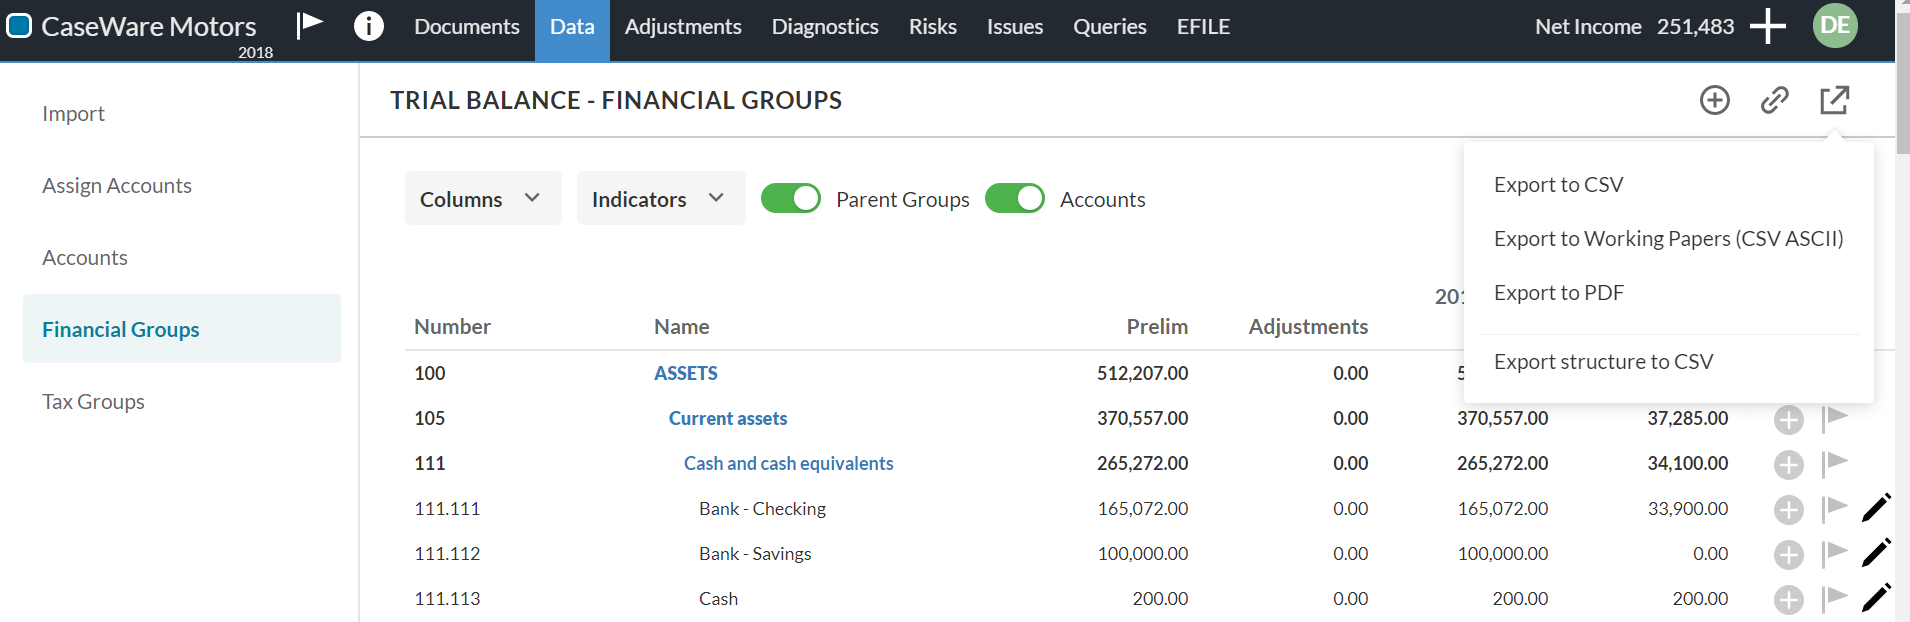 CaseWare Motors
2018
Documents Data Adjustments Diagnostics Risks Issues Queries EFILE
Net Income 251,483
DE
Import
Assign Accounts
Accounts
Financial Groups
Tax Groups
TRIAL BALANCE - FINANCIAL GROUPS
Columns Indicators Parent Groups Accounts
Export to CSV
Export to Working Papers (CSV ASCII)
Export to PDF
Export structure to CSV
Number Name Prelim Adjustments
100 ASSETS 512,207.00 0.00
105 Current assets 370,557.00 0.00 370,557.00 37,285.00
111 Cash and cash equivalents 265,272.00 0.00 265,272.00 34,100.00
111.111 Bank - Checking 165,072.00 0.00 165,072.00 33,900.00
111.112 Bank - Savings 100,000.00 0.00 100,000.00 0.00
111.113 Cash 200.00 0.00 200.00 200.00